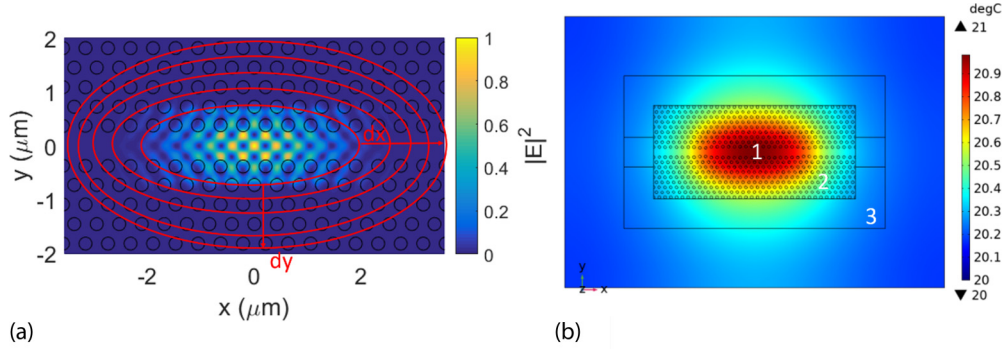 2
1
0
-1
-2
y (μm)
-2
0
2
x (μm)
dx
dy
1
0.8
0.6
0.4
0.2
0
|E|²
(a)
degC
▲ 21
20.9
20.8
20.7
20.6
20.5
20.4
20.3
20.2
20.1
20
▼ 20
1
2
3
y
z x
(b)